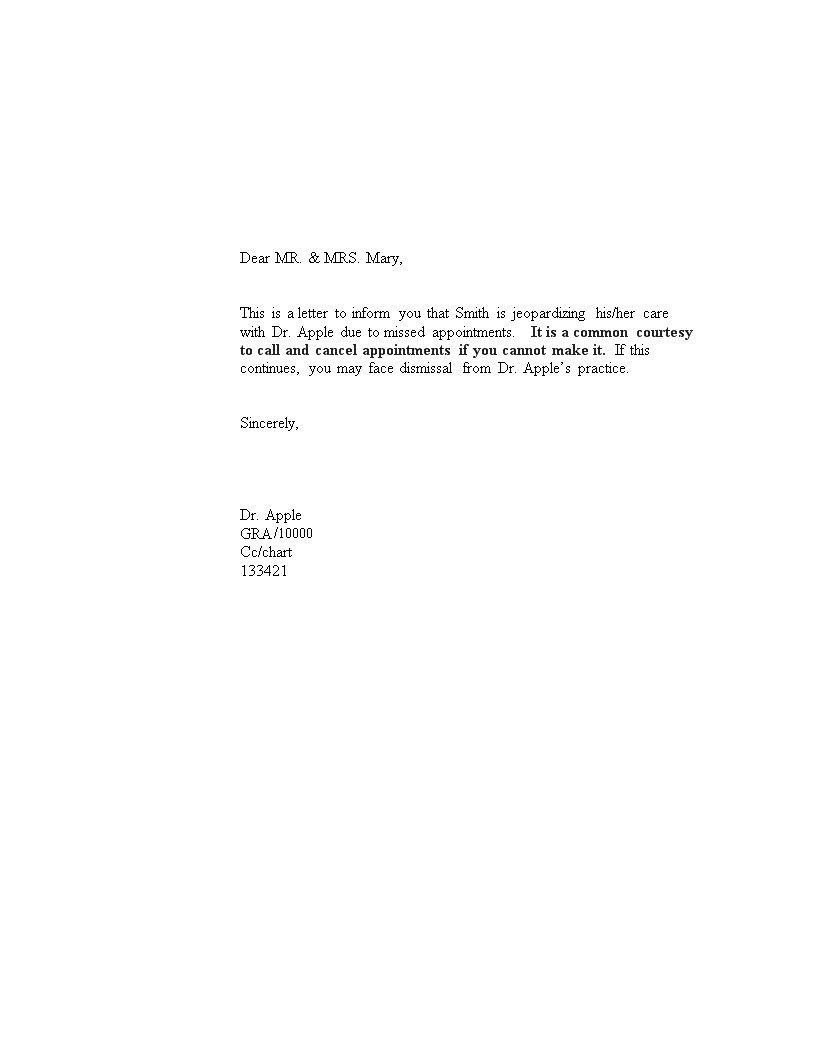 Dear MR. & MRS. Mary,
This is a letter to inform you that Smith is jeopardizing his/her care
with Dr. Apple due to missed appointments. It is a common courtesy
to call and cancel appointments if you cannot make it. If this
continues, you may face dismissal from Dr. Apple’s practice.
Sincerely,
Dr. Apple
GRA/10000
Cc/chart
133421